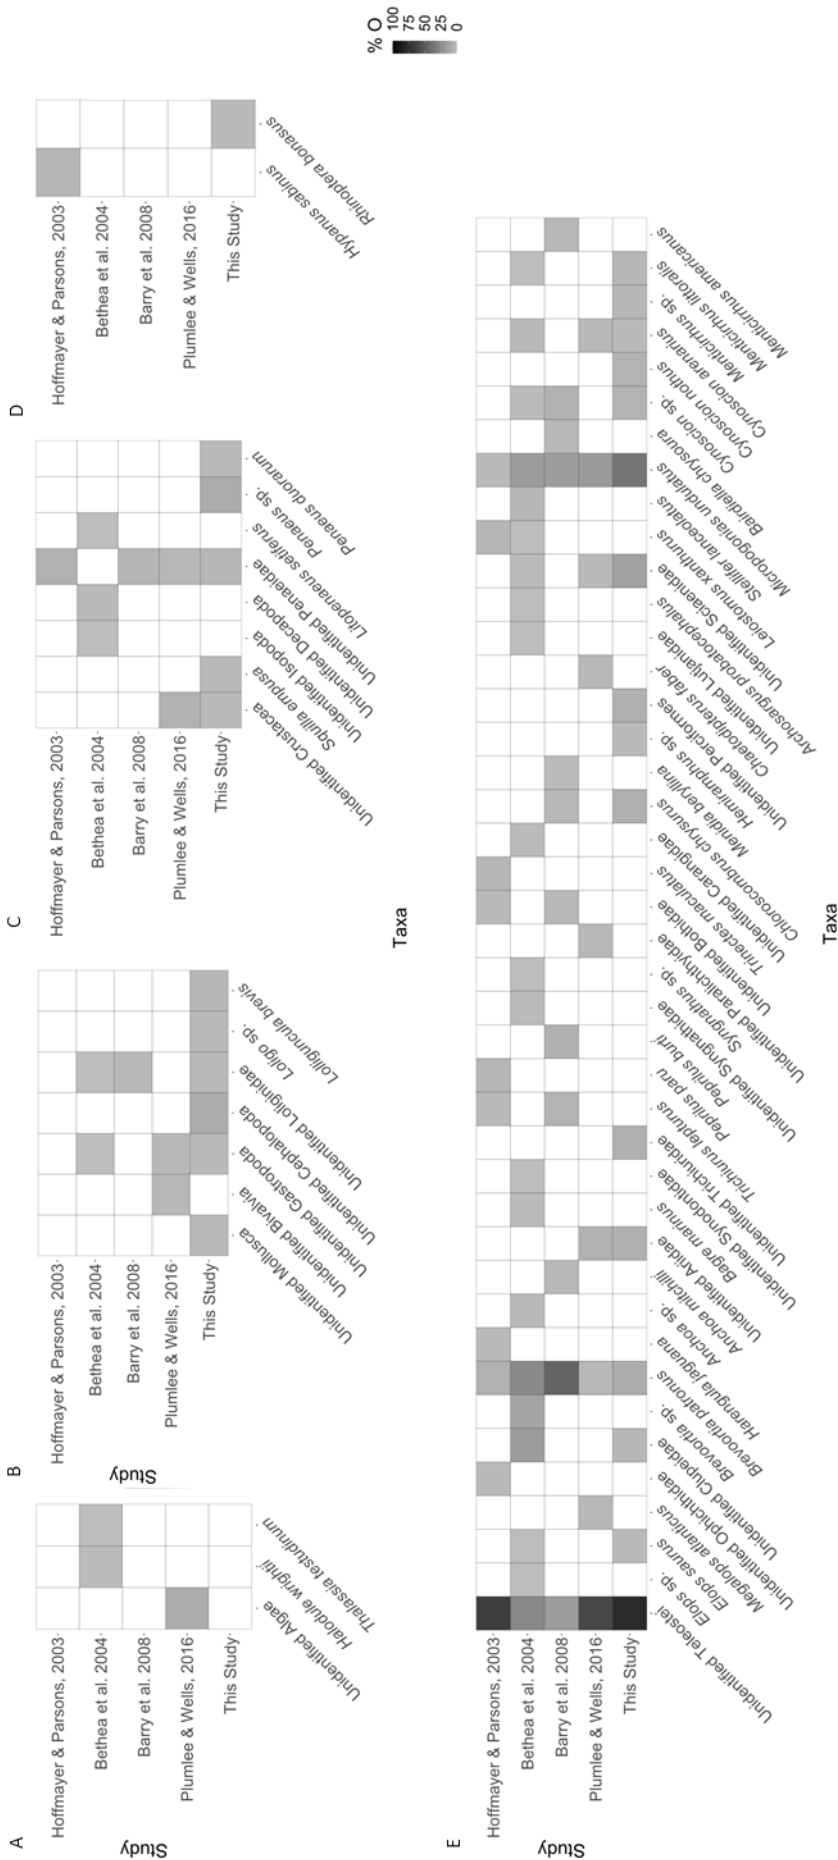 A
Study
Hoffmayer & Parsons, 2003
Bethea et al. 2004
Barry et al. 2008
Plumlee & Wells, 2016
This Study
Unidentified Algae
Halodule wrightii
Thalassia testudinum
B
Study
Hoffmayer & Parsons, 2003
Bethea et al. 2004
Barry et al. 2008
Plumlee & Wells, 2016
This Study
Unidentified Mollusca
Unidentified Bivalvia
Unidentified Gastropoda
Unidentified Cephalopoda
Unidentified Loliginidae
Loligo sp.
Lolliguncula brevis
C
Hoffmayer & Parsons, 2003
Bethea et al. 2004
Barry et al. 2008
Plumlee & Wells, 2016
This Study
Unidentified Crustacea
Squilla empusa
Unidentified Isopoda
Unidentified Decapoda
Unidentified Penaeidae
Litopenaeus setiferus
Penaeus sp.
Penaeus duorarum
D
Hoffmayer & Parsons, 2003
Bethea et al. 2004
Barry et al. 2008
Plumlee & Wells, 2016
This Study
Hypanus sabinus
Rhinoptera bonasus
Taxa
% O
100
75
50
25
0
E
Study
Hoffmayer & Parsons, 2003
Bethea et al. 2004
Barry et al. 2008
Plumlee & Wells, 2016
This Study
Unidentified Teleostei
Elops sp.
Elops saurus
Megalops atlanticus
Unidentified Ophichthidae
Unidentified Clupeidae
Brevoortia sp.
Brevoortia patronus
Harengula jaguana
Anchoa sp.
Anchoa mitchilli
Unidentified Ariidae
Bagre marinus
Unidentified Synodontidae
Unidentified Trichiuridae
Trichiurus lepturus
Peprilus paru
Peprilus burti
Unidentified Syngnathidae
Syngnathus sp.
Unidentified Paralichthyidae
Unidentified Bothidae
Trinectes maculatus
Unidentified Carangidae
Chloroscombrus chrysurus
Menidia beryllina
Hemiramphus sp.
Unidentified Perciformes
Chaetodipterus faber
Unidentified Lutjanidae
Archosargus probatocephalus
Unidentified Sciaenidae
Leiostomus xanthurus
Stellifer lanceolatus
Micropogonias undulatus
Bairdiella chrysoura
Cynoscion sp.
Cynoscion nothus
Cynoscion arenarius
Menticirrhus sp.
Menticirrhus littoralis
Menticirrhus americanus
Taxa